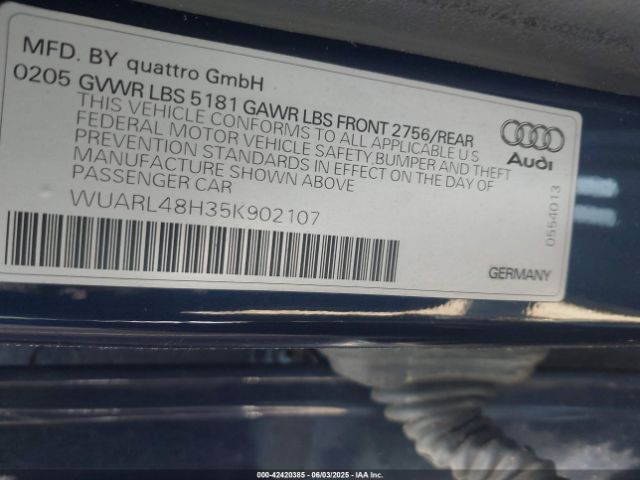 MFD. BY quattro GmbH
0205 GVWR LBS 5181 GAWR LBS FRONT 2756/REAR
THIS VEHICLE CONFORMS TO ALL APPLICABLE U S
FEDERAL MOTOR VEHICLE SAFETY,BUMPER AND THEFT
PREVENTION STANDARDS IN EFFECT ON THE DAY OF
MANUFACTURE SHOWN ABOVE
PASSENGER CAR
WUARL48H35K902107
Audi
0554013
GERMANY
000-42420385 - 06/03/2025 - IAA Inc.